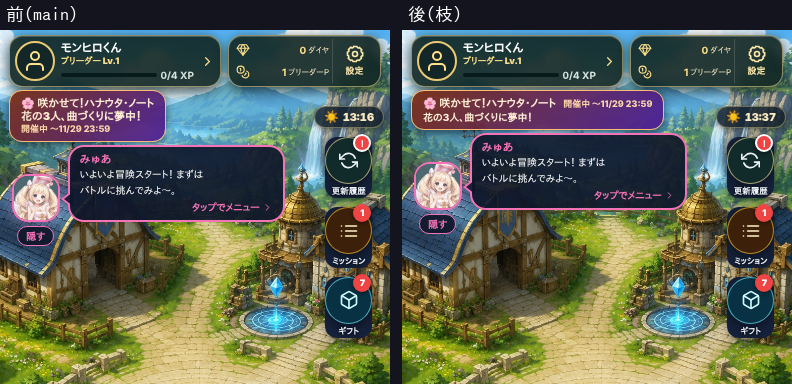 前(main)
モンヒロくん
ブリーダー Lv.1
0/4 XP
0 ダイヤ
1 ブリーダーP
設定
🌸 咲かせて!ハナウタ・ノート
花の3人、曲づくりに夢中!
開催中 〜11/29 23:59
☀️ 13:16
みゅあ
いよいよ冒険スタート! まずは
バトルに挑んでみよ〜。
タップでメニュー >
隠す
!
更新履歴
1
ミッション
7
ギフト
後(枝)
モンヒロくん
ブリーダー Lv.1
0/4 XP
0 ダイヤ
1 ブリーダーP
設定
🌸 咲かせて!ハナウタ・ノート 開催中 〜11/29 23:59
花の3人、曲づくりに夢中!
☀️ 13:37
みゅあ
いよいよ冒険スタート! まずは
バトルに挑んでみよ〜。
タップでメニュー >
隠す
!
更新履歴
1
ミッション
7
ギフト